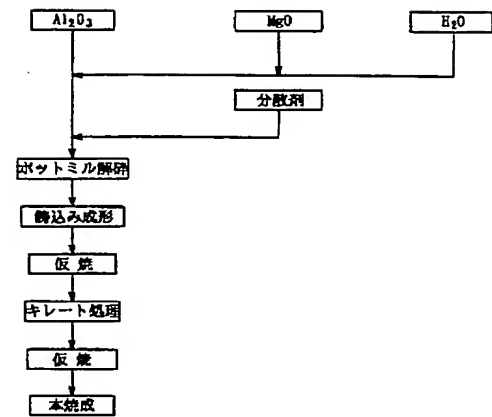 Al₂O₃
MgO
H₂O
分散剤
ポットミル解砕
鋳込み成形
仮焼
キレート処理
仮焼
本焼成